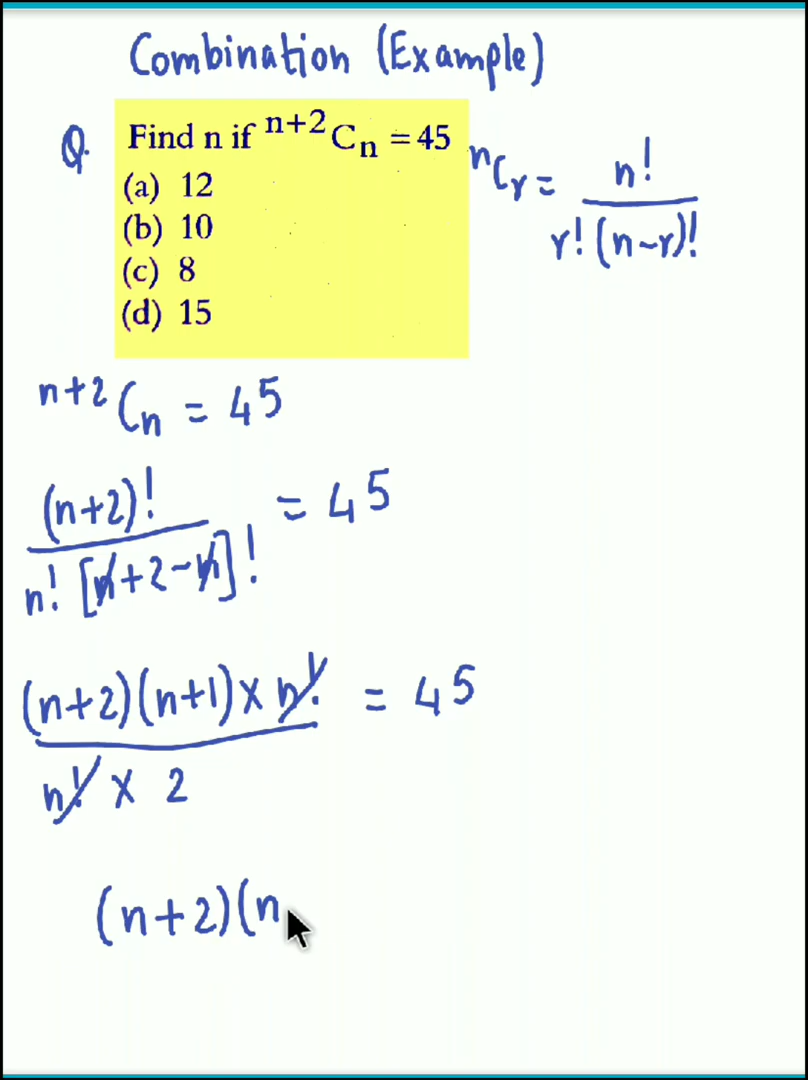 Combination (Example)
Q. Find n if ⁿ⁺²Cₙ = 45
(a) 12
(b) 10
(c) 8
(d) 15
ⁿCᵣ = n! / r! (n-r)!
ⁿ⁺²Cₙ = 45
(n+2)! / n! [n+2-n]! = 45
(n+2)(n+1) × n! / n! × 2 = 45
(n+2)(n